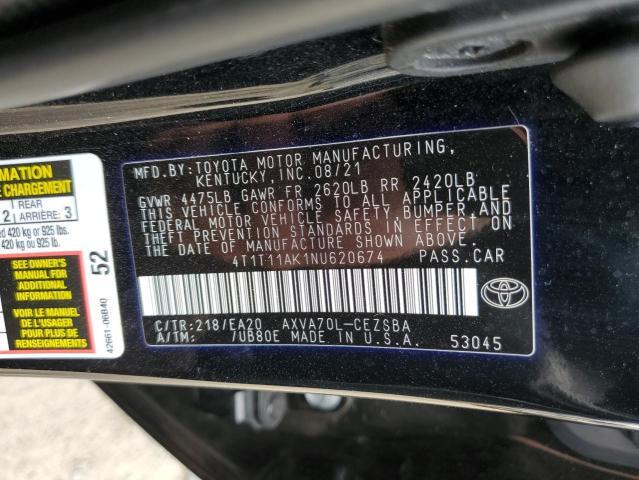 MFD.BY:TOYOTA MOTOR MANUFACTURING,
KENTUCKY, INC.08/21
GVWR 4475LB GAWR FR 2620LB RR 2420LB
THIS VEHICLE CONFORMS TO ALL APPLICABLE
FEDERAL MOTOR VEHICLE SAFETY,BUMPER,AND
THEFT PREVENTION STANDARDS IN EFFECT ON
THE DATE OF MANUFACTURE SHOWN ABOVE.
4T1T11AK1NU620674 PASS.CAR
C/TR:218/EA20 AXVA70L-CEZSBA
A/TM: /UB80E MADE IN U.S.A. 53045
TOYOTA
CHARGEMENT
1 REAR
2 ARRIÈRE: 3
420 kg or 925 lbs.
420 kg ou 925 lb.
SEE OWNER'S
MANUAL FOR
ADDITIONAL
INFORMATION
VOIR LE MANUEL
DE L'USAGER
POUR PLUS DE
RENSEIGNEMENTS
52
42661-06B40